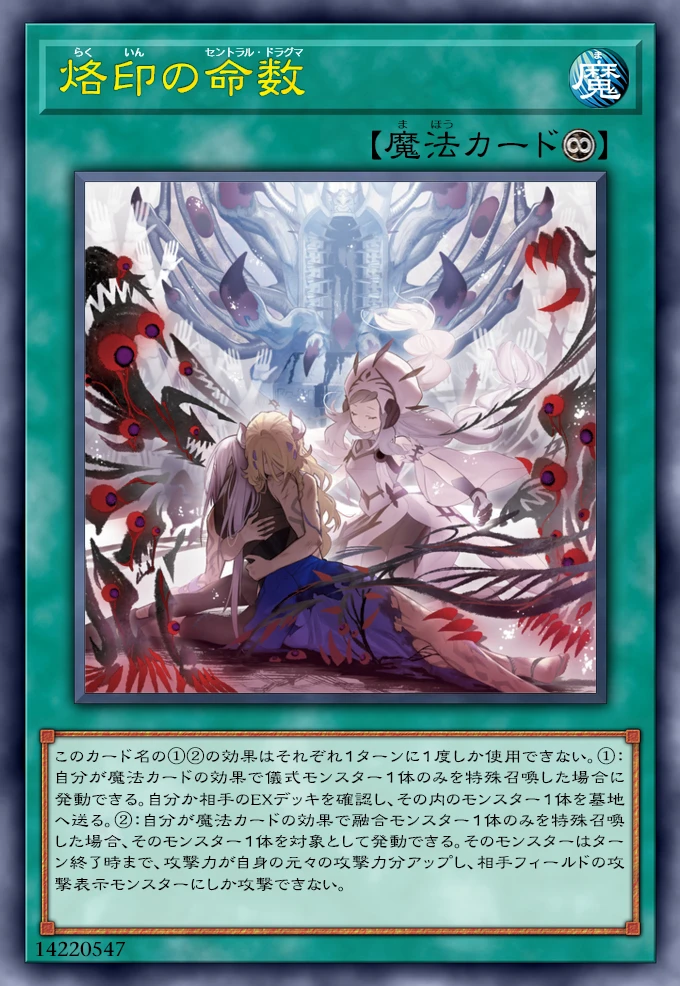 らく いん セントラル・ドラグマ
烙印の命数
ま
魔
ま ほう
【魔法カード♾】
このカード名の①②の効果はそれぞれ1ターンに1度しか使用できない。①:
自分が魔法カードの効果で儀式モンスター1体のみを特殊召喚した場合に
発動できる。自分か相手のEXデッキを確認し、その内のモンスター1体を墓地
へ送る。②:自分が魔法カードの効果で融合モンスター1体のみを特殊召喚
した場合、そのモンスター1体を対象として発動できる。そのモンスターはター
ン終了時まで、攻撃力が自身の元々の攻撃力分アップし、相手フィールドの攻
撃表示モンスターにしか攻撃できない。
14220547